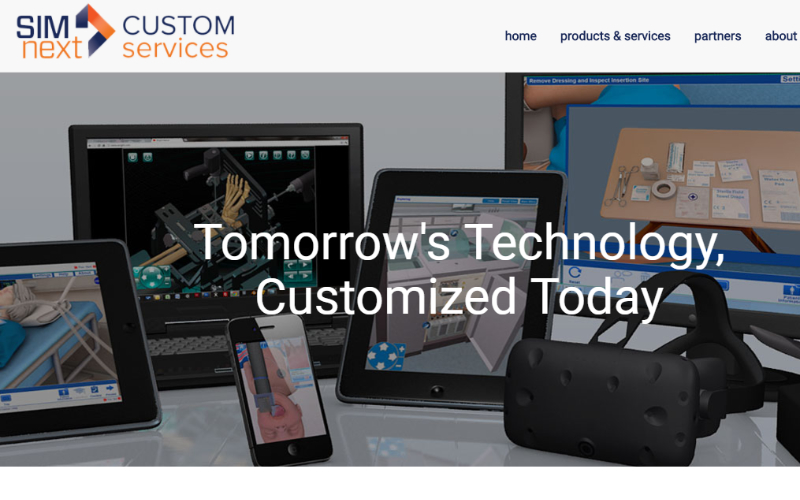 SIM
next
CUSTOM
services
home products & services partners about
Remove Dressing and Inspect Insertion Site
Tomorrow's Technology,
Customized Today